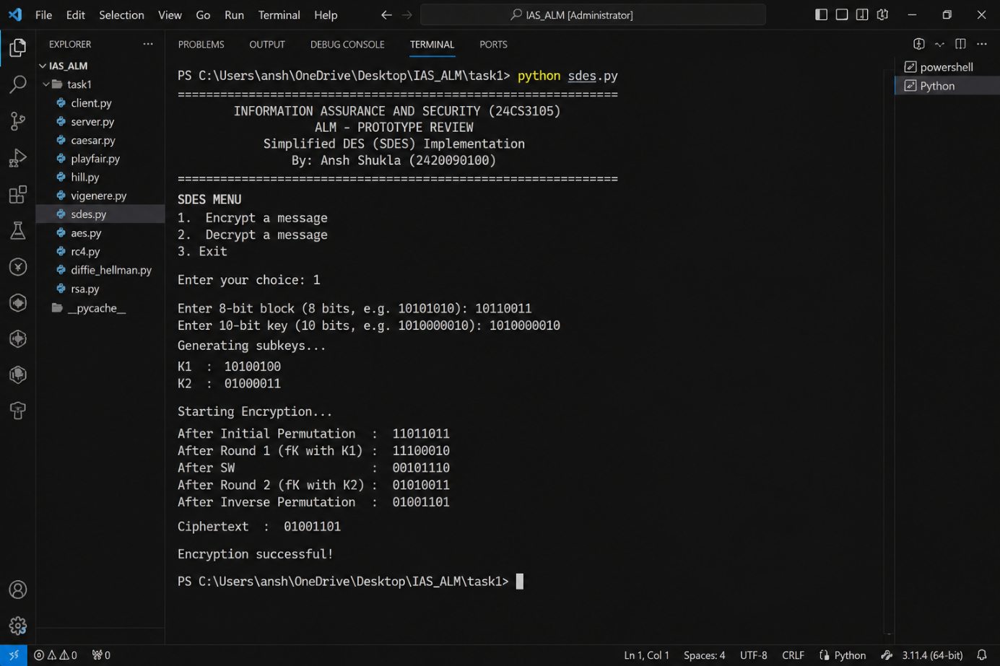 File Edit Selection View Go Run Terminal Help
IAS_ALM [Administrator]
EXPLORER
IAS_ALM
task1
client.py
server.py
caesar.py
playfair.py
hill.py
vigenere.py
sdes.py
aes.py
rc4.py
diffie_hellman.py
rsa.py
__pycache__
PROBLEMS OUTPUT DEBUG CONSOLE TERMINAL PORTS
PS C:\Users\ansh\OneDrive\Desktop\IAS_ALM\task1> python sdes.py
==============================================================
INFORMATION ASSURANCE AND SECURITY (24CS3105)
ALM - PROTOTYPE REVIEW
Simplified DES (SDES) Implementation
By: Ansh Shukla (2420090100)
==============================================================
SDES MENU
1. Encrypt a message
2. Decrypt a message
3. Exit
Enter your choice: 1
Enter 8-bit block (8 bits, e.g. 10101010): 10110011
Enter 10-bit key (10 bits, e.g. 1010000010): 1010000010
Generating subkeys...
K1 : 10100100
K2 : 01000011
Starting Encryption...
After Initial Permutation : 11011011
After Round 1 (fK with K1) : 11100010
After SW : 00101110
After Round 2 (fK with K2) : 01010011
After Inverse Permutation : 01001101
Ciphertext : 01001101
Encryption successful!
PS C:\Users\ansh\OneDrive\Desktop\IAS_ALM\task1>
powershell
Python
0 0
Ln 1, Col 1 Spaces: 4 UTF-8 CRLF Python 3.11.4 (64-bit)